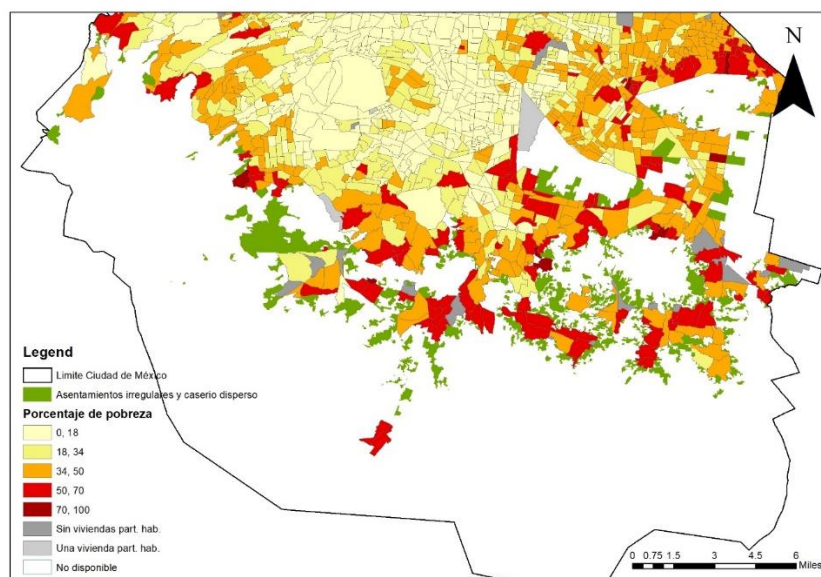 N
Legend
Limite Ciudad de México
Asentamientos irregulares y caserio disperso
Porcentaje de pobreza
0, 18
18, 34
34, 50
50, 70
70, 100
Sin viviendas part. hab.
Una vivienda part. hab.
No disponible
0 0.75 1.5 3 4.5 6
Miles